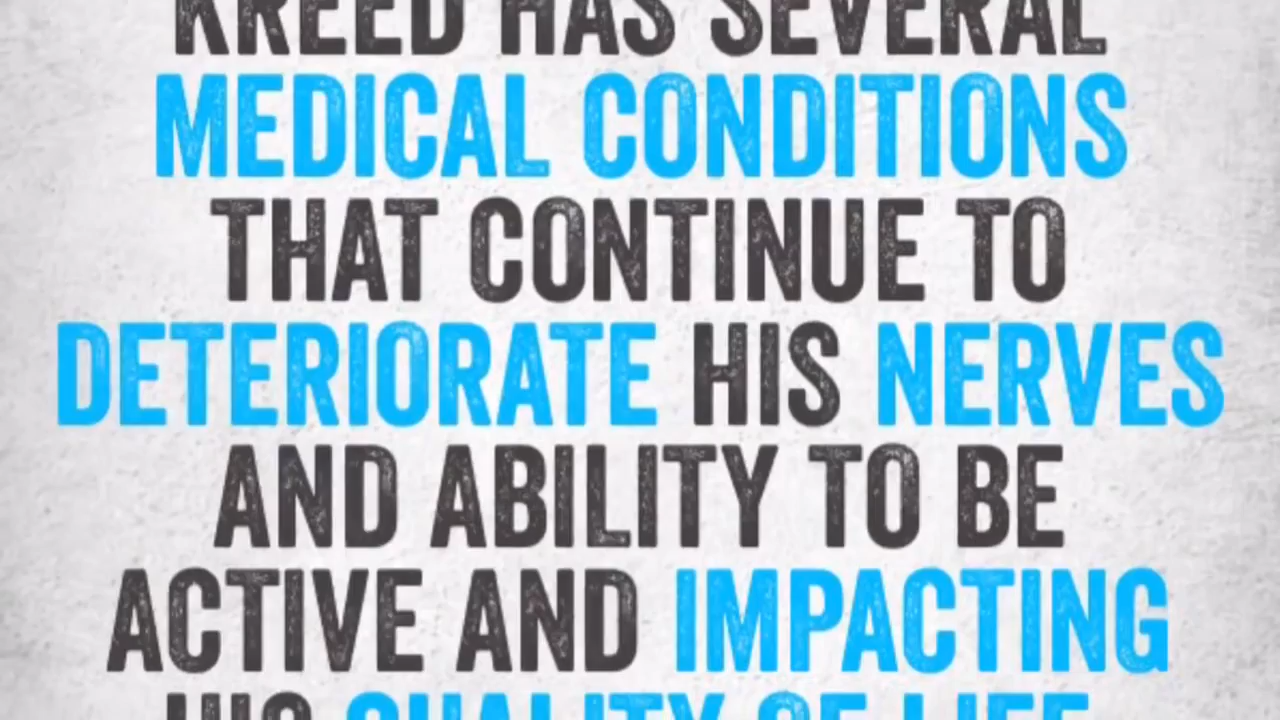 KREED HAS SEVERAL
MEDICAL CONDITIONS
THAT CONTINUE TO
DETERIORATE HIS NERVES
AND ABILITY TO BE
ACTIVE AND IMPACTING
HIS QUALITY OF LIFE